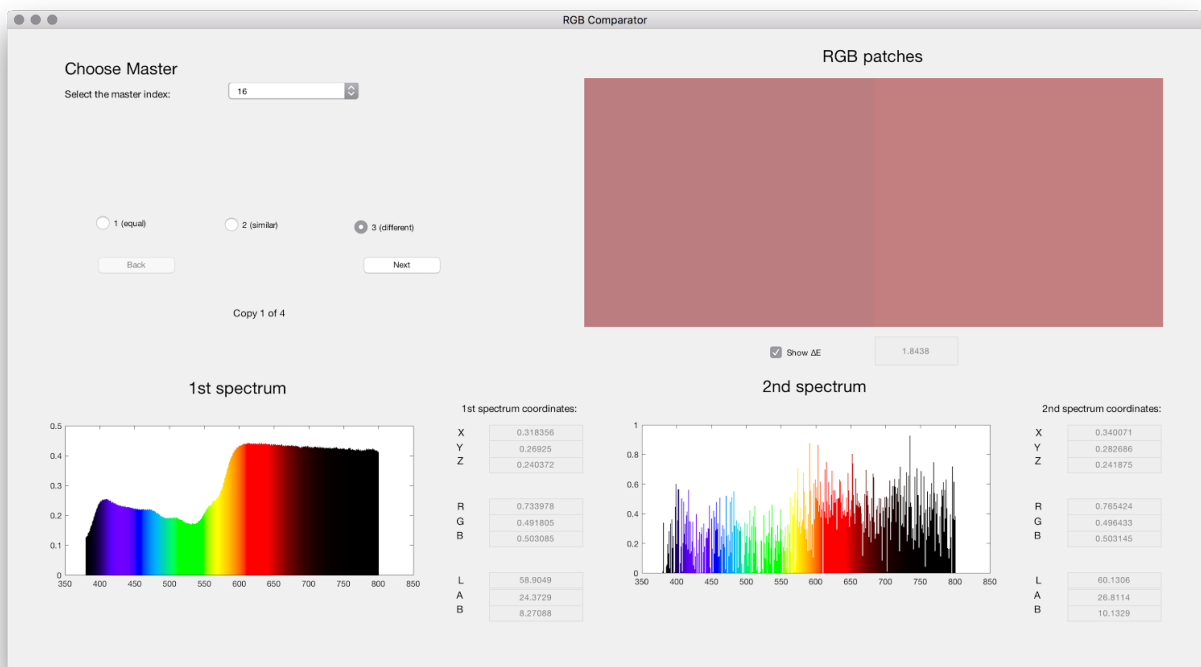 RGB Comparator
Choose Master
Select the master index:
16
1 (equal)
2 (similar)
3 (different)
Back
Next
Copy 1 of 4
RGB patches
Show ΔE
1.8438
1st spectrum
0.5
0.4
0.3
0.2
0.1
0
350 400 450 500 550 600 650 700 750 800 850
1st spectrum coordinates:
X 0.318356
Y 0.26925
Z 0.240372
R 0.733978
G 0.491805
B 0.503085
L 58.9049
A 24.3729
B 8.27088
2nd spectrum
1
0.8
0.6
0.4
0.2
0
350 400 450 500 550 600 650 700 750 800 850
2nd spectrum coordinates:
X 0.340071
Y 0.282686
Z 0.241875
R 0.765424
G 0.496433
B 0.503145
L 60.1306
A 26.8114
B 10.1329